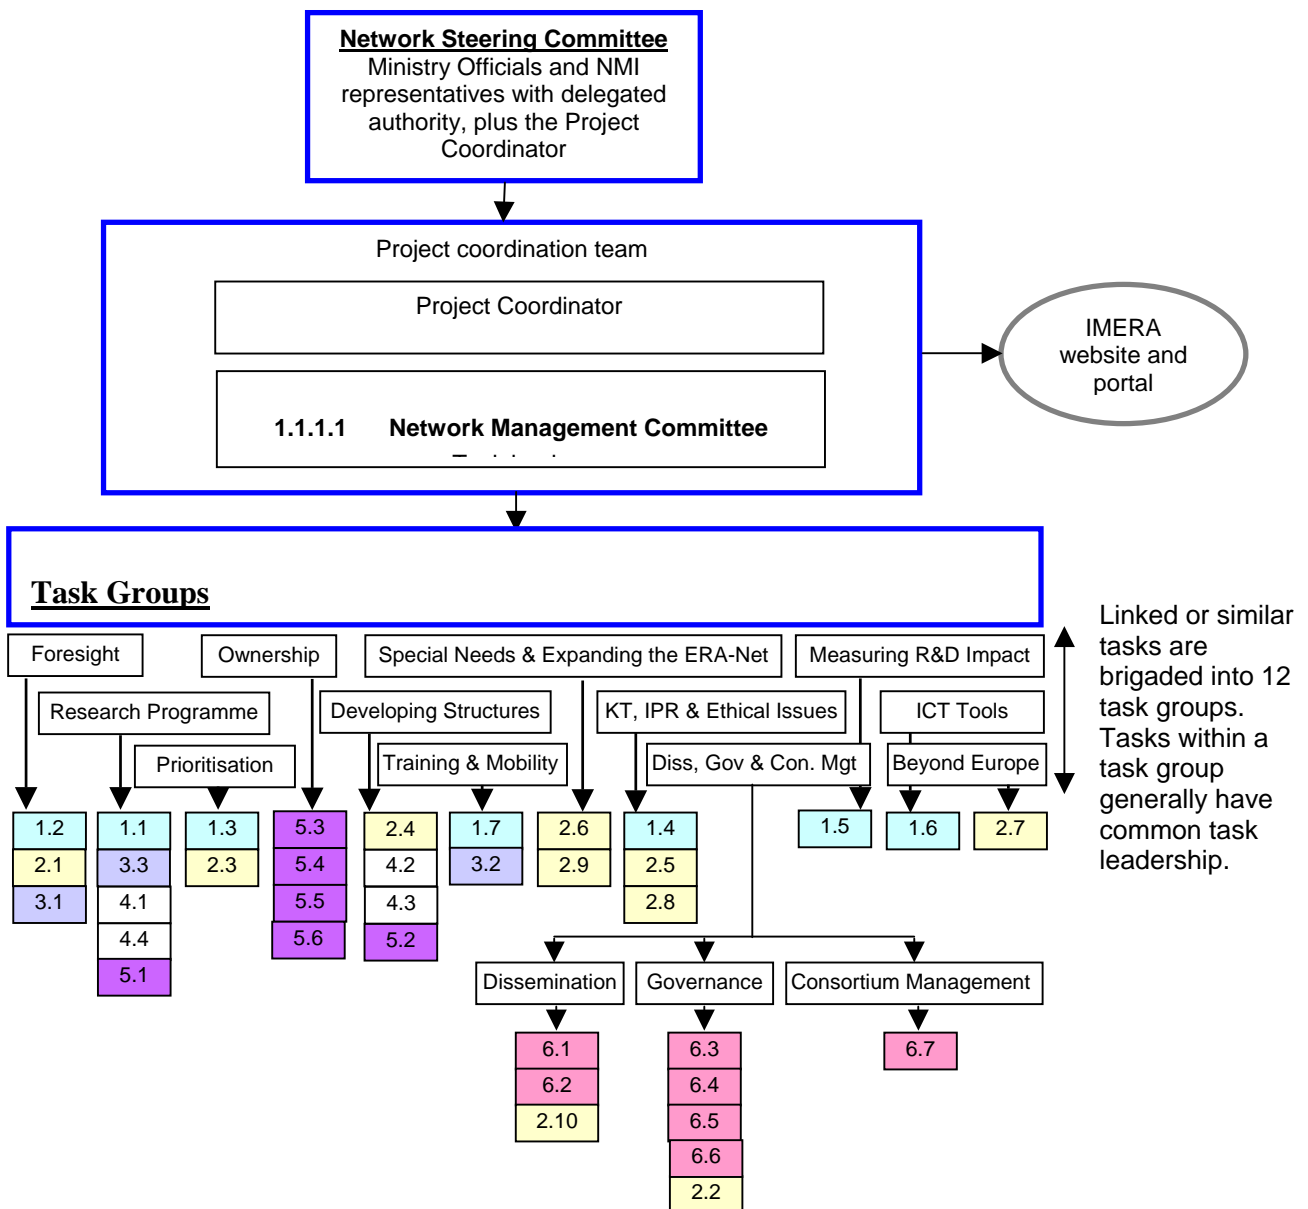 Network Steering Committee
Ministry Officials and NMI
representatives with delegated
authority, plus the Project
Coordinator
Project coordination team
Project Coordinator
1.1.1.1 Network Management Committee
IMERA
website and
portal
Task Groups
Foresight
Ownership
Special Needs & Expanding the ERA-Net
Measuring R&D Impact
Research Programme
Developing Structures
KT, IPR & Ethical Issues
ICT Tools
Prioritisation
Training & Mobility
Diss, Gov & Con. Mgt
Beyond Europe
Linked or similar
tasks are
brigaded into 12
task groups.
Tasks within a
task group
generally have
common task
leadership.
1.2
2.1
3.1
1.1
3.3
4.1
4.4
5.1
1.3
2.3
5.3
5.4
5.5
5.6
2.4
4.2
4.3
5.2
1.7
3.2
2.6
2.9
1.4
2.5
2.8
1.5
1.6
2.7
Dissemination
Governance
Consortium Management
6.1
6.2
2.10
6.3
6.4
6.5
6.6
2.2
6.7